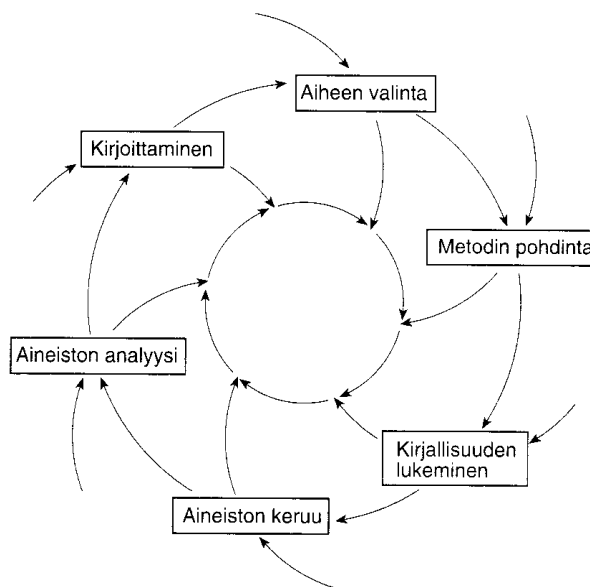 Aiheen valinta
Kirjoittaminen
Metodin pohdinta
Aineiston analyysi
Kirjallisuuden
lukeminen
Aineiston keruu